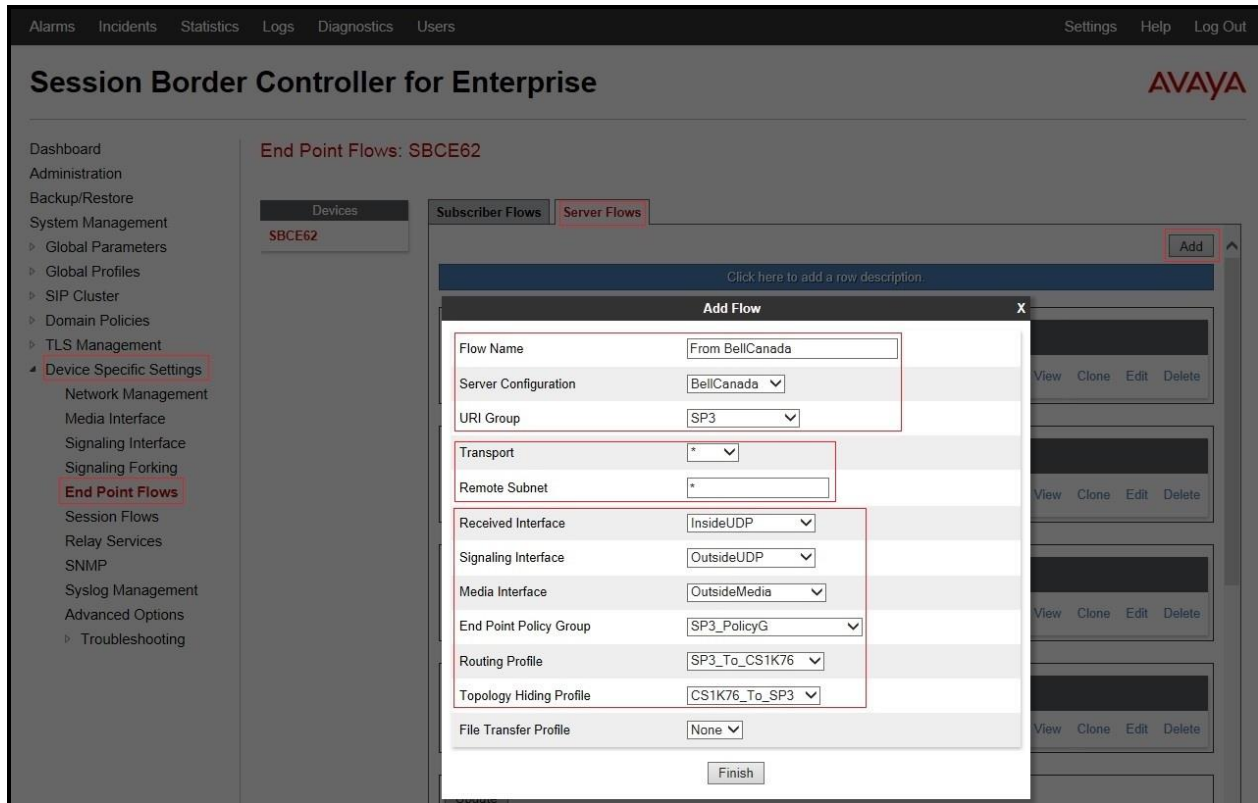 Alarms Incidents Statistics Logs Diagnostics Users Settings Help Log Out
Session Border Controller for Enterprise
AVAYA
Dashboard
Administration
Backup/Restore
System Management
Global Parameters
Global Profiles
SIP Cluster
Domain Policies
TLS Management
Device Specific Settings
Network Management
Media Interface
Signaling Interface
Signaling Forking
End Point Flows
Session Flows
Relay Services
SNMP
Syslog Management
Advanced Options
Troubleshooting
End Point Flows: SBCE62
Devices
SBCE62
Subscriber Flows Server Flows
Add
Click here to add a row description.
Add Flow X
Flow Name From BellCanada
Server Configuration BellCanada
URI Group SP3
Transport *
Remote Subnet *
Received Interface InsideUDP
Signaling Interface OutsideUDP
Media Interface OutsideMedia
End Point Policy Group SP3_PolicyG
Routing Profile SP3_To_CS1K76
Topology Hiding Profile CS1K76_To_SP3
File Transfer Profile None
Finish
View Clone Edit Delete
View Clone Edit Delete
View Clone Edit Delete
View Clone Edit Delete
Update